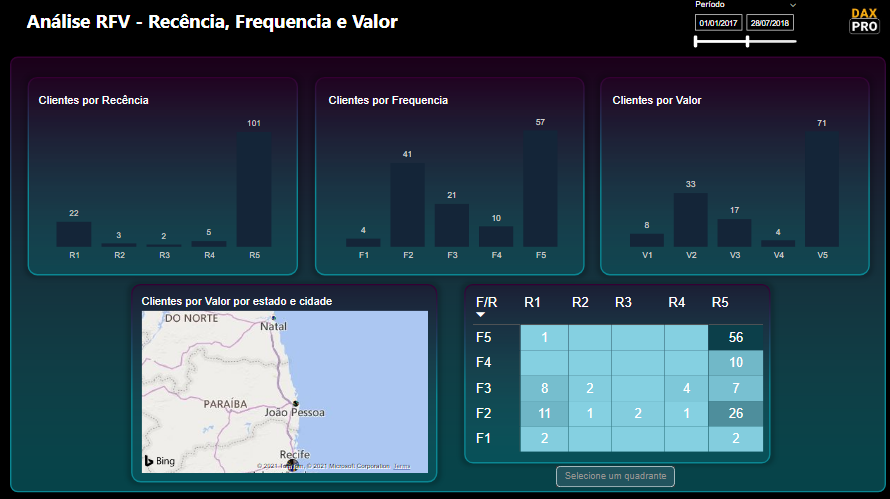 Análise RFV - Recência, Frequencia e Valor
Período
01/01/2017 28/07/2018
DAX
PRO
Clientes por Recência
22 3 2 5 101
R1 R2 R3 R4 R5
Clientes por Frequencia
4 41 21 10 57
F1 F2 F3 F4 F5
Clientes por Valor
8 33 17 4 71
V1 V2 V3 V4 V5
Clientes por Valor por estado e cidade
DO NORTE
Natal
PARAÍBA
João Pessoa
Recife
Bing
© 2021 TomTom, © 2021 Microsoft Corporation Terms
F/R R1 R2 R3 R4 R5
F5 1 56
F4 10
F3 8 2 4 7
F2 11 1 2 1 26
F1 2 2
Selecione um quadrante